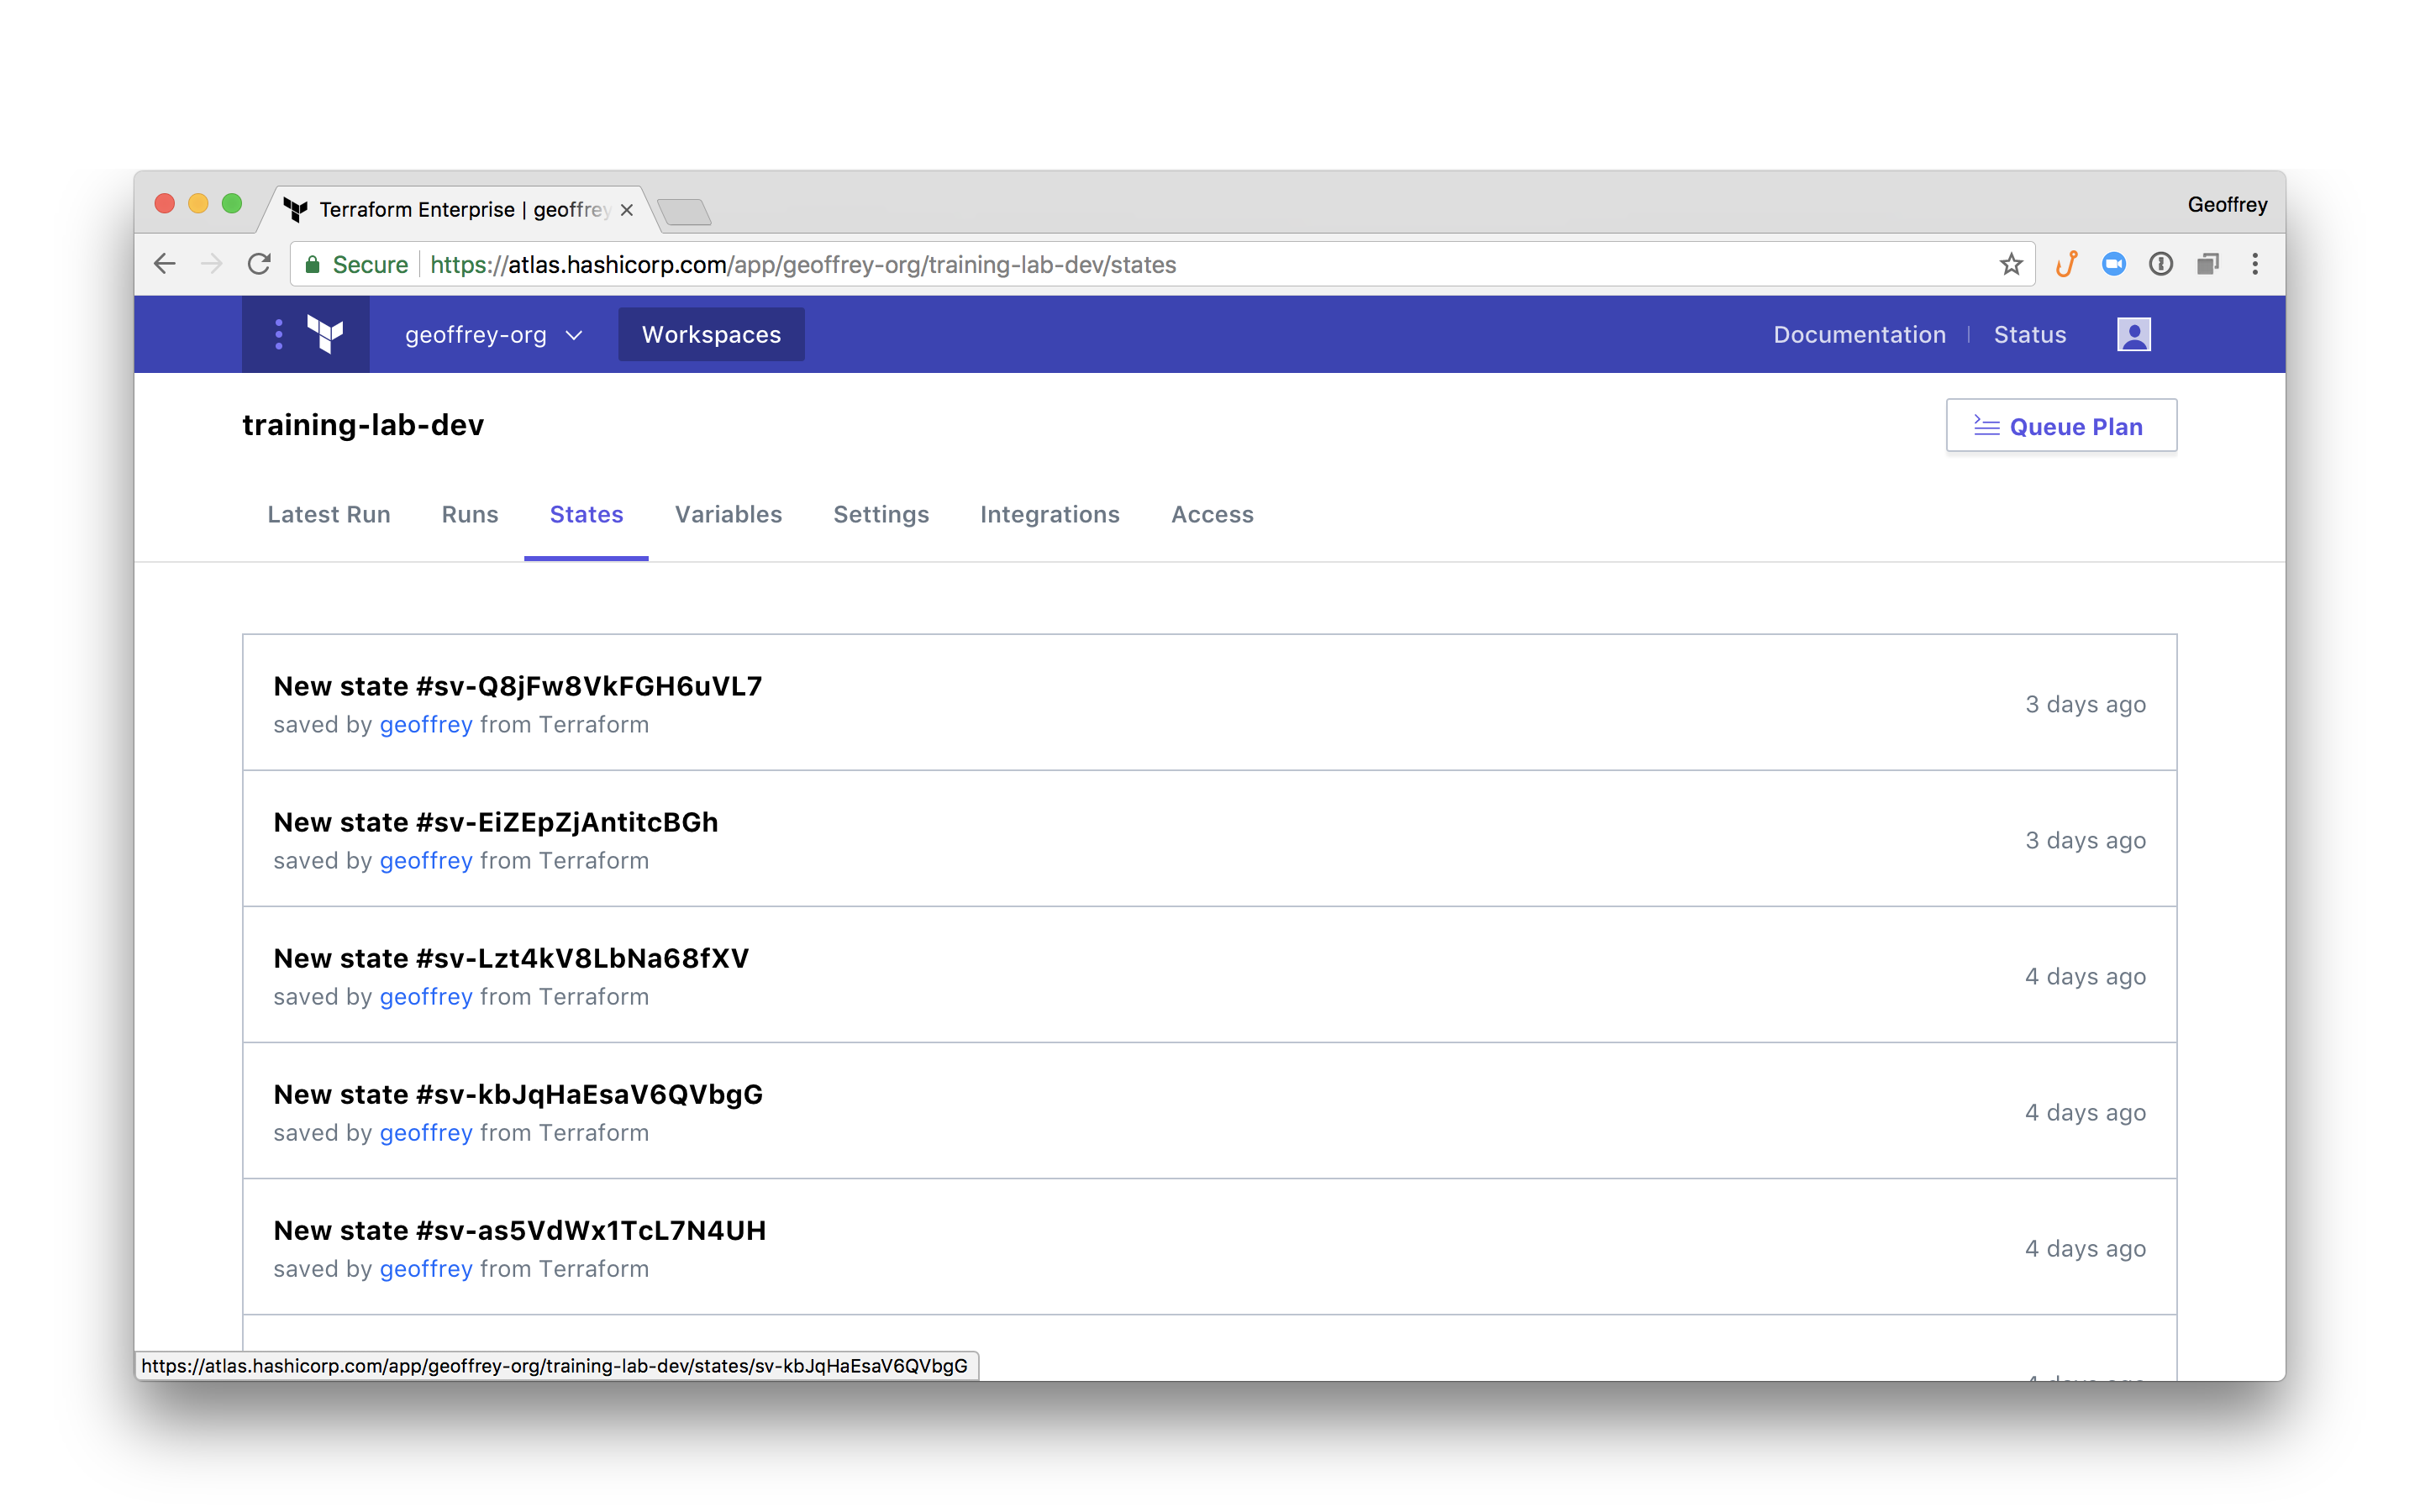 Terraform Enterprise | geoffrey
Geoffrey
Secure https://atlas.hashicorp.com/app/geoffrey-org/training-lab-dev/states
geoffrey-org Workspaces Documentation Status
training-lab-dev Queue Plan
Latest Run Runs States Variables Settings Integrations Access
New state #sv-Q8jFw8VkFGH6uVL7
saved by geoffrey from Terraform
3 days ago
New state #sv-EiZEpZjAntitcBGh
saved by geoffrey from Terraform
3 days ago
New state #sv-Lzt4kV8LbNa68fXV
saved by geoffrey from Terraform
4 days ago
New state #sv-kbJqHaEsaV6QVbgG
saved by geoffrey from Terraform
4 days ago
New state #sv-as5VdWx1TcL7N4UH
saved by geoffrey from Terraform
4 days ago
https://atlas.hashicorp.com/app/geoffrey-org/training-lab-dev/states/sv-kbJqHaEsaV6QVbgG